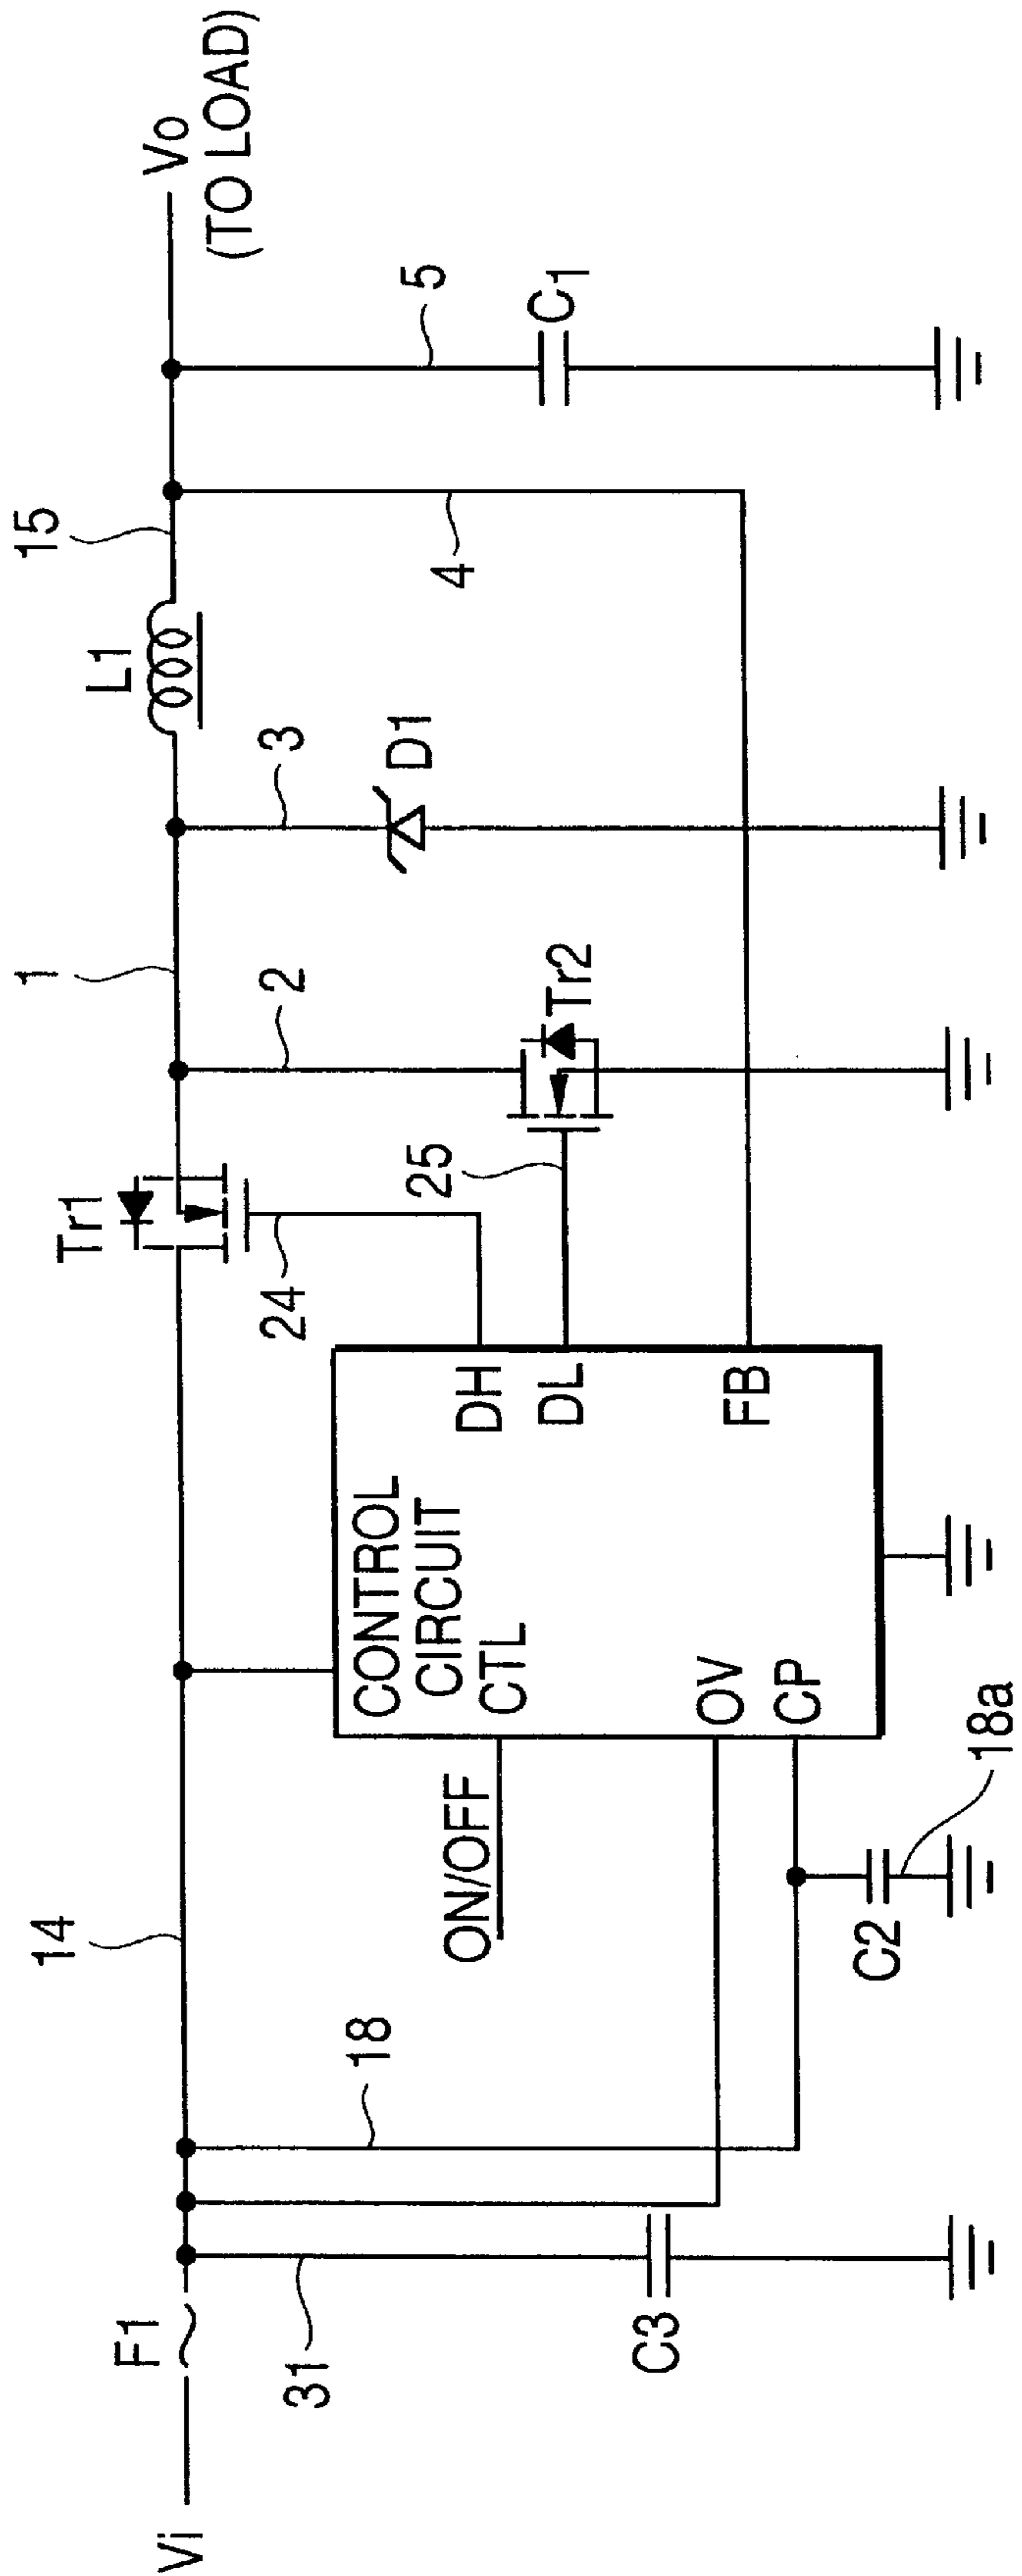 Vi
F1
31
C3
18
14
ON/OFF
C2
18a
CONTROL
CIRCUIT
CTL
OV
CP
DH
DL
FB
Tr1
24
25
Tr2
1
2
3
D1
L1
15
4
5
C1
Vo
(TO LOAD)